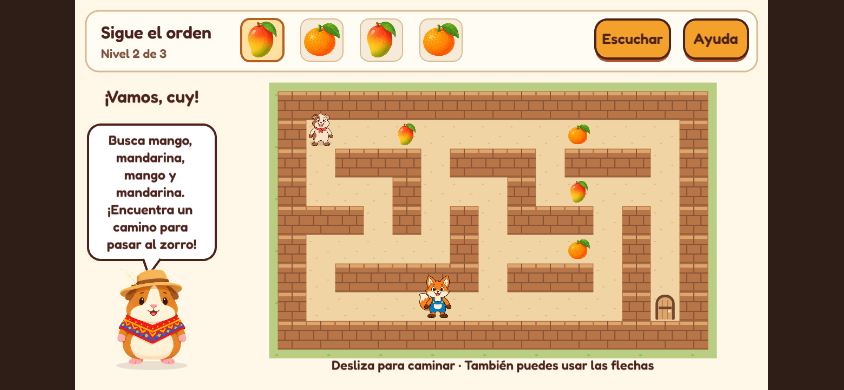 Sigue el orden
Nivel 2 de 3
Escuchar
Ayuda
¡Vamos, cuy!
Busca mango,
mandarina,
mango y
mandarina.
¡Encuentra un
camino para
pasar al zorro!
Desliza para caminar · También puedes usar las flechas